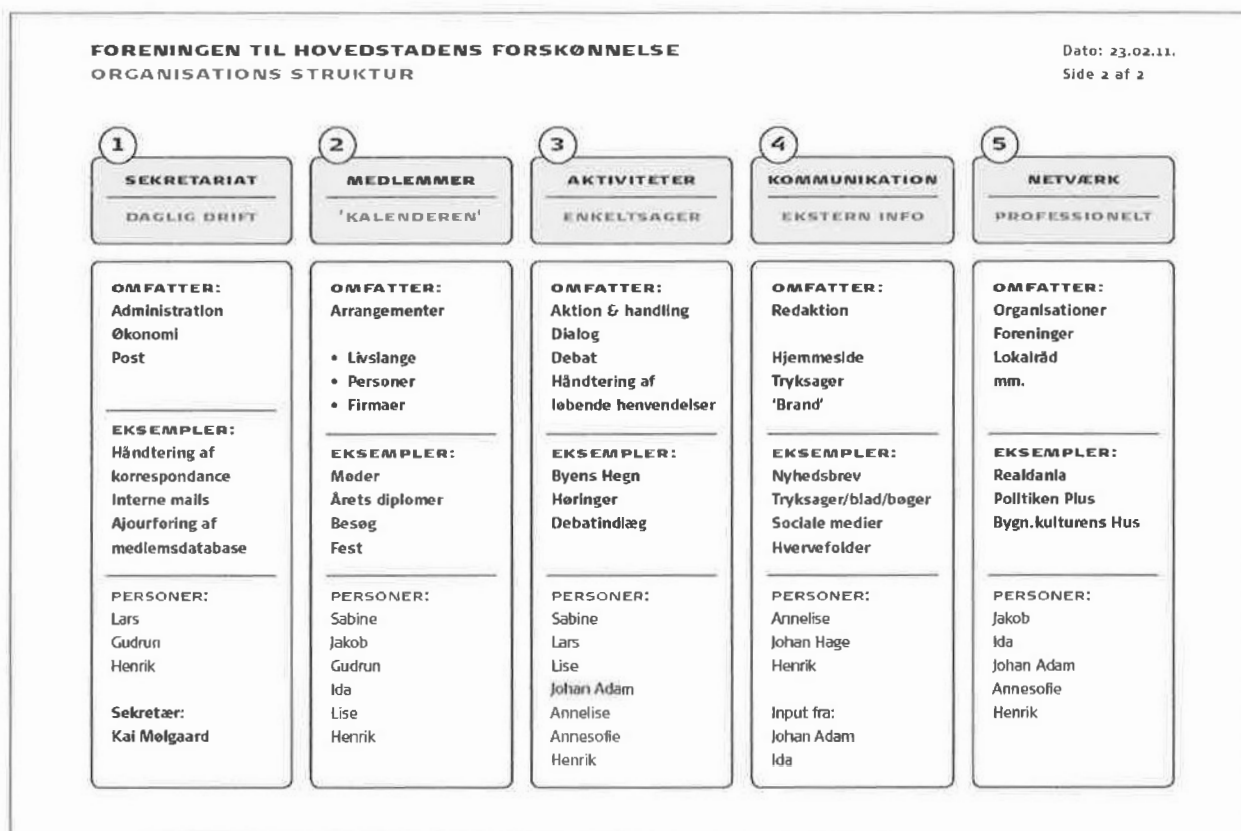 FORENINGEN TIL HOVEDSTADENS FORSKØNNELSE
ORGANISATIONS STRUKTUR
Dato: 23.02.11.
Side 2 af 2
1
SEKRETARIAT
DAGLIG DRIFT
OMFATTER:
Administration
Økonomi
Post
EKSEMPLER:
Håndtering af
korrespondance
Interne mails
Ajourføring af
medlemsdatabase
PERSONER:
Lars
Gudrun
Henrik
Sekretær:
Kai Mølgaard
2
MEDLEMMER
'KALENDEREN'
OMFATTER:
Arrangementer
• Livslange
• Personer
• Firmaer
EKSEMPLER:
Møder
Årets diplomer
Besøg
Fest
PERSONER:
Sabine
Jakob
Gudrun
Ida
Lise
Henrik
3
AKTIVITETER
ENKELTSAGER
OMFATTER:
Aktion & handling
Dialog
Debat
Håndtering af
løbende henvendelser
EKSEMPLER:
Byens Hegn
Høringer
Debatindlæg
PERSONER:
Sabine
Lars
Lise
Johan Adam
Annelise
Annesofie
Henrik
4
KOMMUNIKATION
EKSTERN INFO
OMFATTER:
Redaktion
Hjemmeside
Tryksager
'Brand'
EKSEMPLER:
Nyhedsbrev
Tryksager/blad/bøger
Sociale medier
Hvervefolder
PERSONER:
Annelise
Johan Hage
Henrik
Input fra:
Johan Adam
Ida
5
NETVÆRK
PROFESSIONELT
OMFATTER:
Organisationer
Foreninger
Lokalråd
mm.
EKSEMPLER:
Realdania
Politiken Plus
Bygn.kulturens Hus
PERSONER:
Jakob
Ida
Johan Adam
Annesofie
Henrik